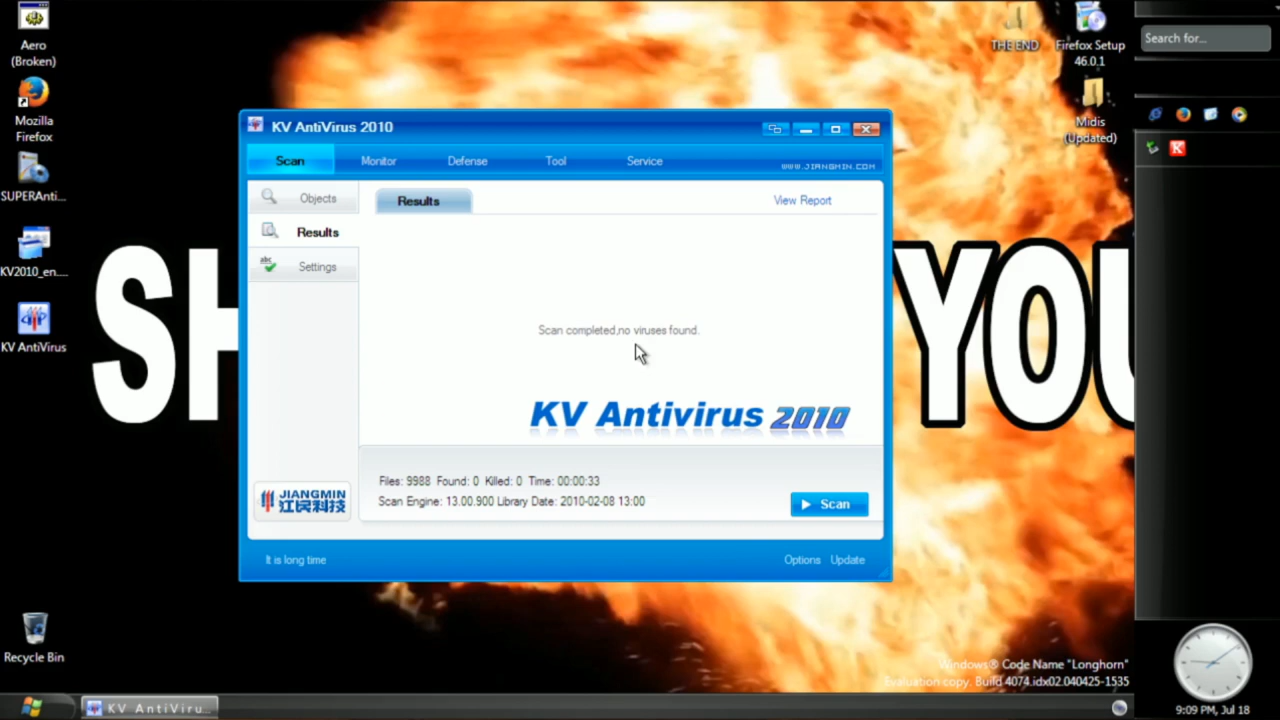 Aero
(Broken)
Mozilla
Firefox
SUPERAnti...
KV2010_en....
KV AntiVirus
Recycle Bin
THE END
Firefox Setup
46.0.1
Midis
(Updated)
Search for...
K
SH
YOU
KV AntiVirus 2010
Scan
Monitor
Defense
Tool
Service
WWW.JIANGMIN.COM
Objects
Results
abc
Settings
Results
View Report
Scan completed,no viruses found.
KV Antivirus 2010
JIANGMIN
江民科技
Files: 9988 Found: 0 Killed: 0 Time: 00:00:33
Scan Engine: 13.00.900 Library Date: 2010-02-08 13:00
Scan
It is long time
Options Update
Windows® Code Name "Longhorn"
Evaluation copy. Build 4074.idx02.040425-1535
KV AntiViru...
9:09 PM, Jul 18